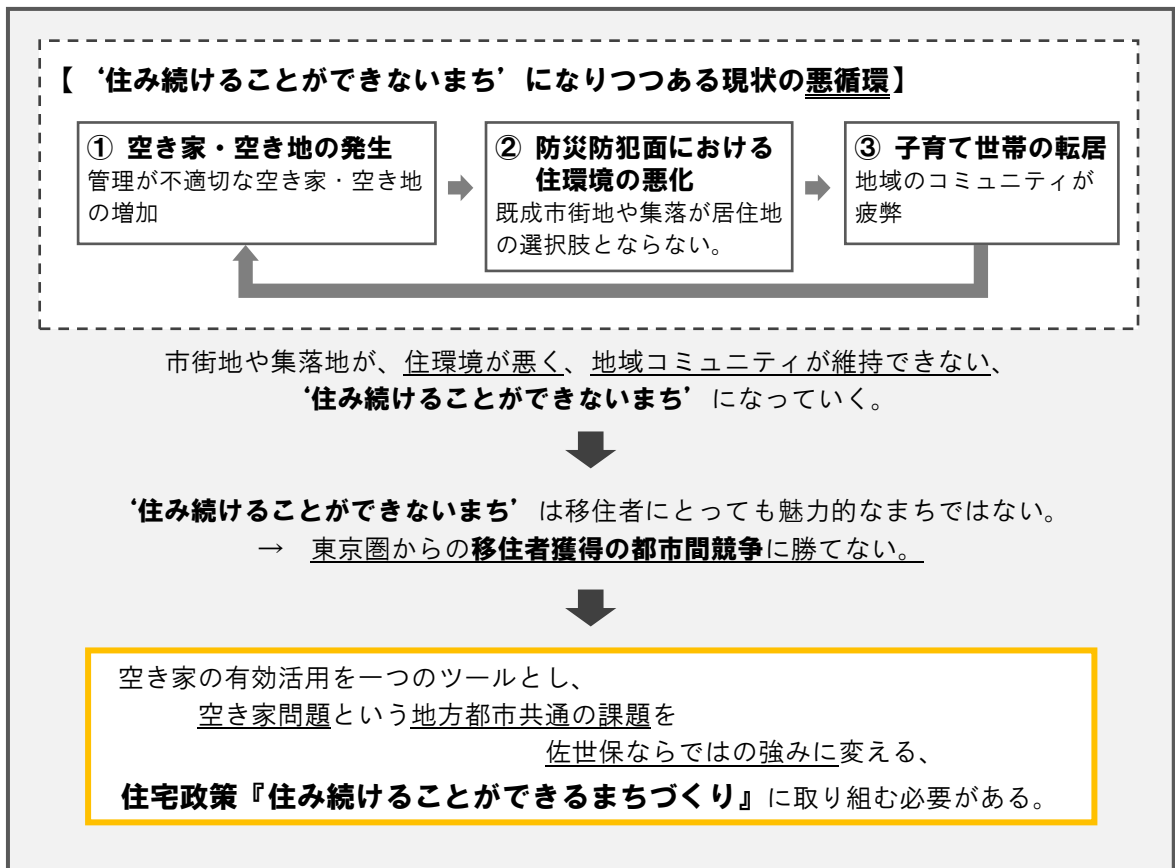 【 ‘住み続けることができないまち’になりつつある現状の悪循環】
① 空き家・空き地の発生
管理が不適切な空き家・空き地
の増加
② 防災防犯面における
住環境の悪化
既成市街地や集落が居住地
の選択肢とならない。
③ 子育て世帯の転居
地域のコミュニティが
疲弊
市街地や集落地が、住環境が悪く、地域コミュニティが維持できない、
‘住み続けることができないまち’になっていく。
‘住み続けることができないまち’は移住者にとっても魅力的なまちではない。
→ 東京圏からの移住者獲得の都市間競争に勝てない。
空き家の有効活用を一つのツールとし、
空き家問題という地方都市共通の課題を
佐世保ならではの強みに変える、
住宅政策『住み続けることができるまちづくり』に取り組む必要がある。